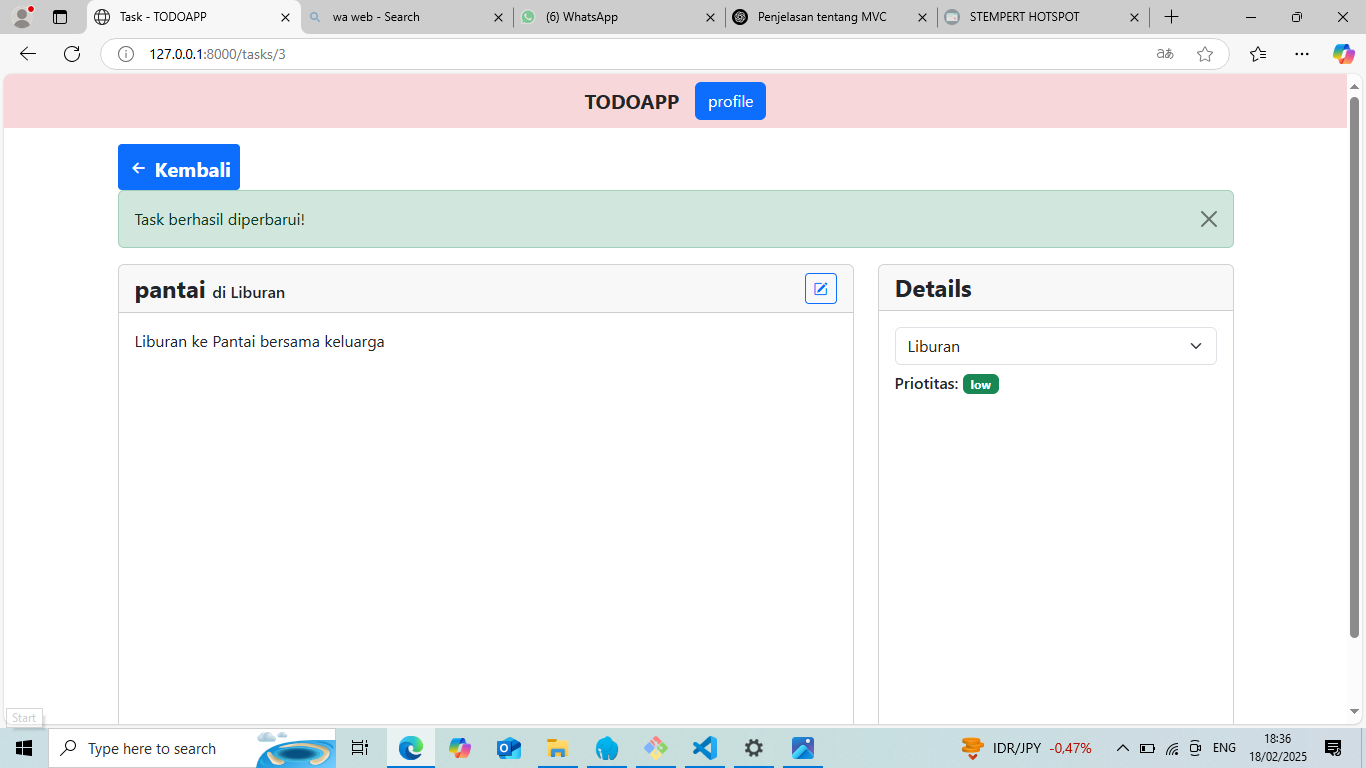 Task - TODOAPP
wa web - Search
(6) WhatsApp
Penjelasan tentang MVC
STEMPERT HOTSPOT
127.0.0.1:8000/tasks/3
aあ
TODOAPP
profile
← Kembali
Task berhasil diperbarui!
pantai di Liburan
Details
Liburan ke Pantai bersama keluarga
Liburan
Priotitas: low
Start
Type here to search
IDR/JPY -0,47%
ENG
18:36
18/02/2025